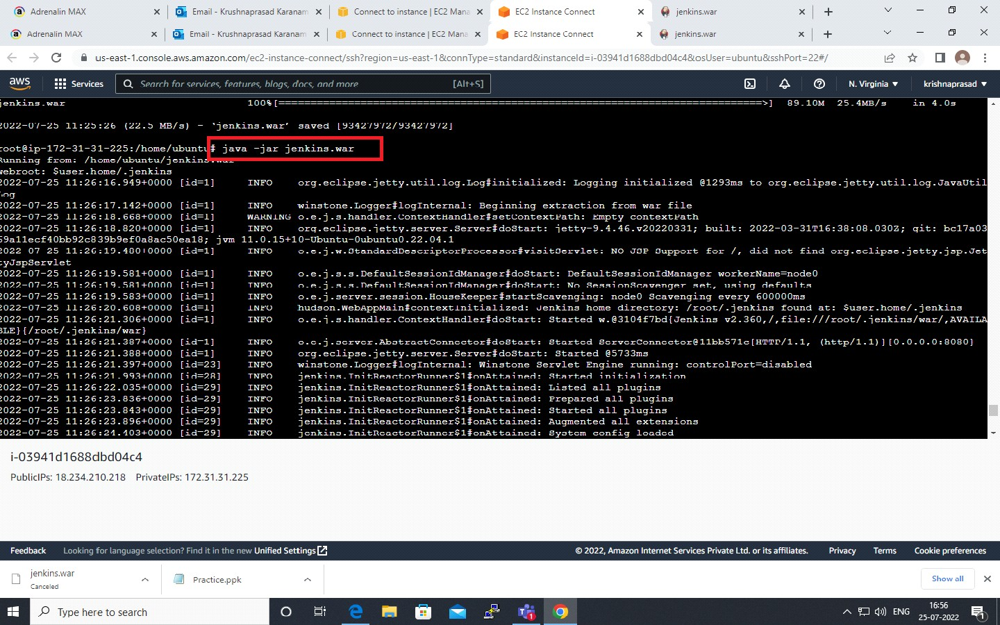 Adrenalin MAX
Email - Krushnaprasad Karanam
Connect to instance | EC2 Mana
EC2 Instance Connect
jenkins.war
Adrenalin MAX
Email - Krushnaprasad Karanam
Connect to instance | EC2 Mana
EC2 Instance Connect
jenkins.war
us-east-1.console.aws.amazon.com/ec2-instance-connect/ssh?region=us-east-1&connType=standard&instanceId=i-03941d1688dbd04c4&osUser=ubuntu&sshPort=22#/
aws Services Search for services, features, blogs, docs, and more [Alt+S] N. Virginia krishnaprasad
jenkins.war 100%[=============================================================================>] 89.10M 25.4MB/s in 4.0s
2022-07-25 11:25:26 (22.5 MB/s) - ‘jenkins.war’ saved [93427972/93427972]
root@ip-172-31-31-225:/home/ubuntu# java -jar jenkins.war
Running from: /home/ubuntu/jenkins.war
webroot: $user.home/.jenkins
2022-07-25 11:26:16.949+0000 [id=1] INFO org.eclipse.jetty.util.log.Log#initialized: Logging initialized @1293ms to org.eclipse.jetty.util.log.JavaUtil
Log
2022-07-25 11:26:17.142+0000 [id=1] INFO winstone.Logger#logInternal: Beginning extraction from war file
2022-07-25 11:26:18.668+0000 [id=1] WARNING o.e.j.s.handler.ContextHandler#setContextPath: Empty contextPath
2022-07-25 11:26:18.820+0000 [id=1] INFO org.eclipse.jetty.server.Server#doStart: jetty-9.4.46.v20220331; built: 2022-03-31T16:38:08.030Z; git: bc17a03
69a11ecf40bb92c839b9ef0a8ac50ea18; jvm 11.0.15+10-Ubuntu-0ubuntu0.22.04.1
2022-07-25 11:26:19.480+0000 [id=1] INFO o.e.j.w.StandardDescriptorProcessor#visitServlet: NO JSP Support for /, did not find org.eclipse.jetty.jsp.Jet
tyJspServlet
2022-07-25 11:26:19.581+0000 [id=1] INFO o.e.j.s.s.DefaultSessionIdManager#doStart: DefaultSessionIdManager workerName=node0
2022-07-25 11:26:19.581+0000 [id=1] INFO o.e.j.s.s.DefaultSessionIdManager#doStart: No SessionScavenger set, using defaults
2022-07-25 11:26:19.583+0000 [id=1] INFO o.e.j.server.session.HouseKeeper#startScavenging: node0 Scavenging every 600000ms
2022-07-25 11:26:20.608+0000 [id=1] INFO hudson.WebAppMain#contextInitialized: Jenkins home directory: /root/.jenkins found at: $user.home/.jenkins
2022-07-25 11:26:21.306+0000 [id=1] INFO o.e.j.s.handler.ContextHandler#doStart: Started w.@3104f7bd{Jenkins v2.360,/,file:///root/.jenkins/war/,AVAILA
BLE}{/root/.jenkins/war}
2022-07-25 11:26:21.387+0000 [id=1] INFO o.e.j.server.AbstractConnector#doStart: Started ServerConnector@11bb571c{HTTP/1.1, (http/1.1)}{0.0.0.0:8080}
2022-07-25 11:26:21.388+0000 [id=1] INFO org.eclipse.jetty.server.Server#doStart: Started @5733ms
2022-07-25 11:26:21.397+0000 [id=23] INFO winstone.Logger#logInternal: Winstone Servlet Engine running: controlPort=disabled
2022-07-25 11:26:21.993+0000 [id=28] INFO jenkins.InitReactorRunner$1#onAttained: Started initialization
2022-07-25 11:26:22.035+0000 [id=29] INFO jenkins.InitReactorRunner$1#onAttained: Listed all plugins
2022-07-25 11:26:23.836+0000 [id=29] INFO jenkins.InitReactorRunner$1#onAttained: Prepared all plugins
2022-07-25 11:26:23.843+0000 [id=29] INFO jenkins.InitReactorRunner$1#onAttained: Started all plugins
2022-07-25 11:26:23.896+0000 [id=29] INFO jenkins.InitReactorRunner$1#onAttained: Augmented all extensions
2022-07-25 11:26:24.403+0000 [id=29] INFO jenkins.InitReactorRunner$1#onAttained: System config loaded
i-03941d1688dbd04c4
PublicIPs: 18.234.210.218 PrivateIPs: 172.31.31.225
Feedback Looking for language selection? Find it in the new Unified Settings © 2022, Amazon Internet Services Private Ltd. or its affiliates. Privacy Terms Cookie preferences
jenkins.war
Canceled
Practice.ppk
Show all
Type here to search
1
ENG
16:56
25-07-2022
1